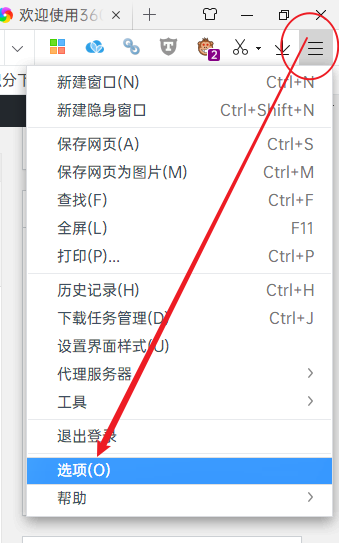 欢迎使用360
2
积分下
新建窗口(N) Ctrl+N
新建隐身窗口 Ctrl+Shift+N
保存网页(A) Ctrl+S
保存网页为图片(M) Ctrl+M
查找(F) Ctrl+F
全屏(L) F11
打印(P)... Ctrl+P
历史记录(H) Ctrl+H
下载任务管理(D) Ctrl+J
设置界面样式(U)
代理服务器
工具
退出登录
选项(O)
帮助